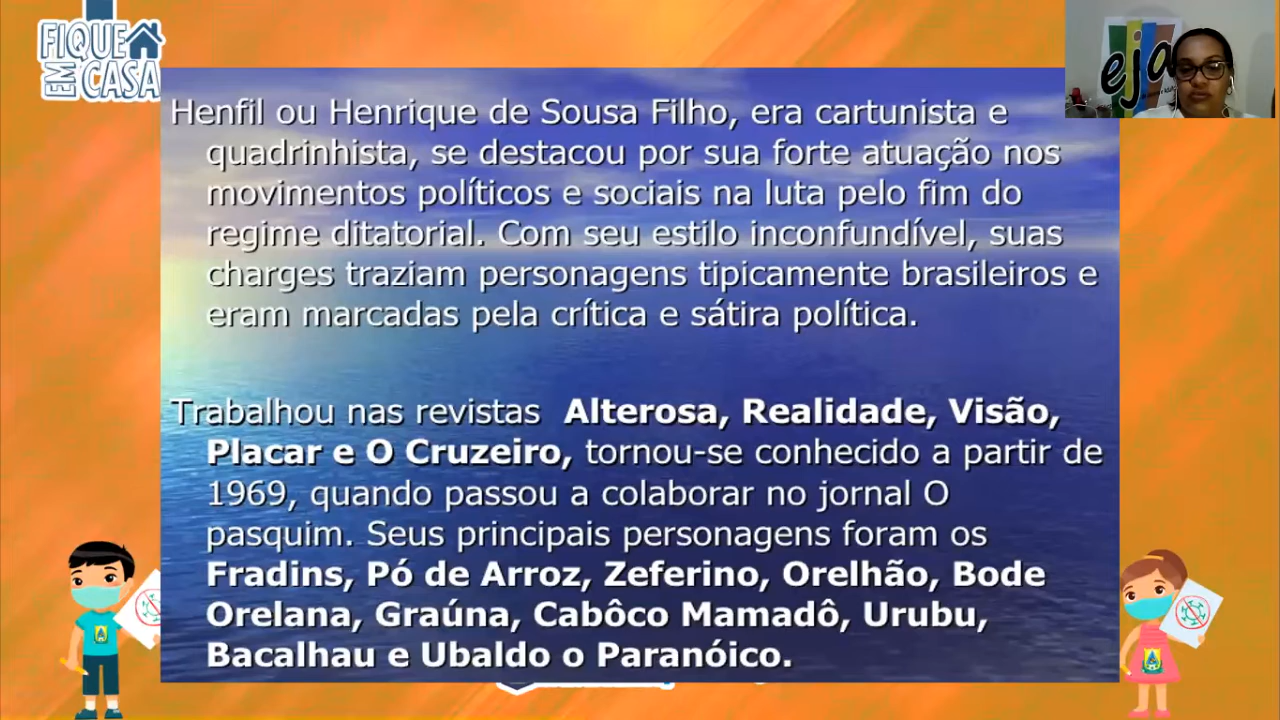 FIQUE
EM CASA
eja
Henfil ou Henrique de Sousa Filho, era cartunista e
quadrinhista, se destacou por sua forte atuação nos
movimentos políticos e sociais na luta pelo fim do
regime ditatorial. Com seu estilo inconfundível, suas
charges traziam personagens tipicamente brasileiros e
eram marcadas pela crítica e sátira política.
Trabalhou nas revistas Alterosa, Realidade, Visão,
Placar e O Cruzeiro, tornou-se conhecido a partir de
1969, quando passou a colaborar no jornal O
pasquim. Seus principais personagens foram os
Fradins, Pó de Arroz, Zeferino, Orelhão, Bode
Orelana, Graúna, Cabôco Mamadô, Urubu,
Bacalhau e Ubaldo o Paranóico.